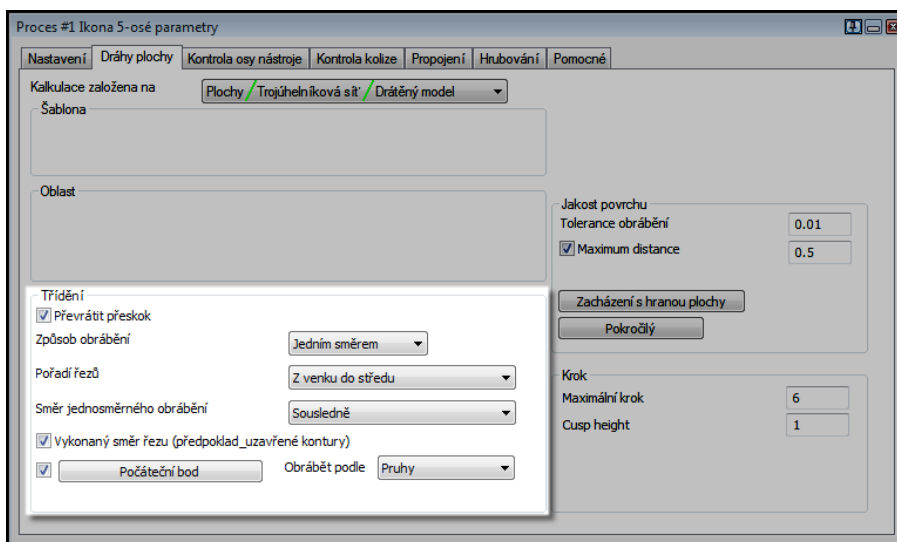 Proces #1 Ikona 5-osé parametry
Nastavení Dráhy plochy Kontrola osy nástroje Kontrola kolize Propojení Hrubování Pomocné
Kalkulace založena na Plochy / Trojúhelníková síť / Drátěný model
Šablona
Oblast
Třídění
Převrátit přeskok
Způsob obrábění Jedním směrem
Pořadí řezů Z venku do středu
Směr jednosměrného obrábění Sousledně
Vykonaný směr řezu (předpoklad_uzavřené kontury)
Počáteční bod Obrábět podle Pruhy
Jakost povrchu
Tolerance obrábění 0.01
Maximum distance 0.5
Zacházení s hranou plochy
Pokročilý
Krok
Maximální krok 6
Cusp height 1